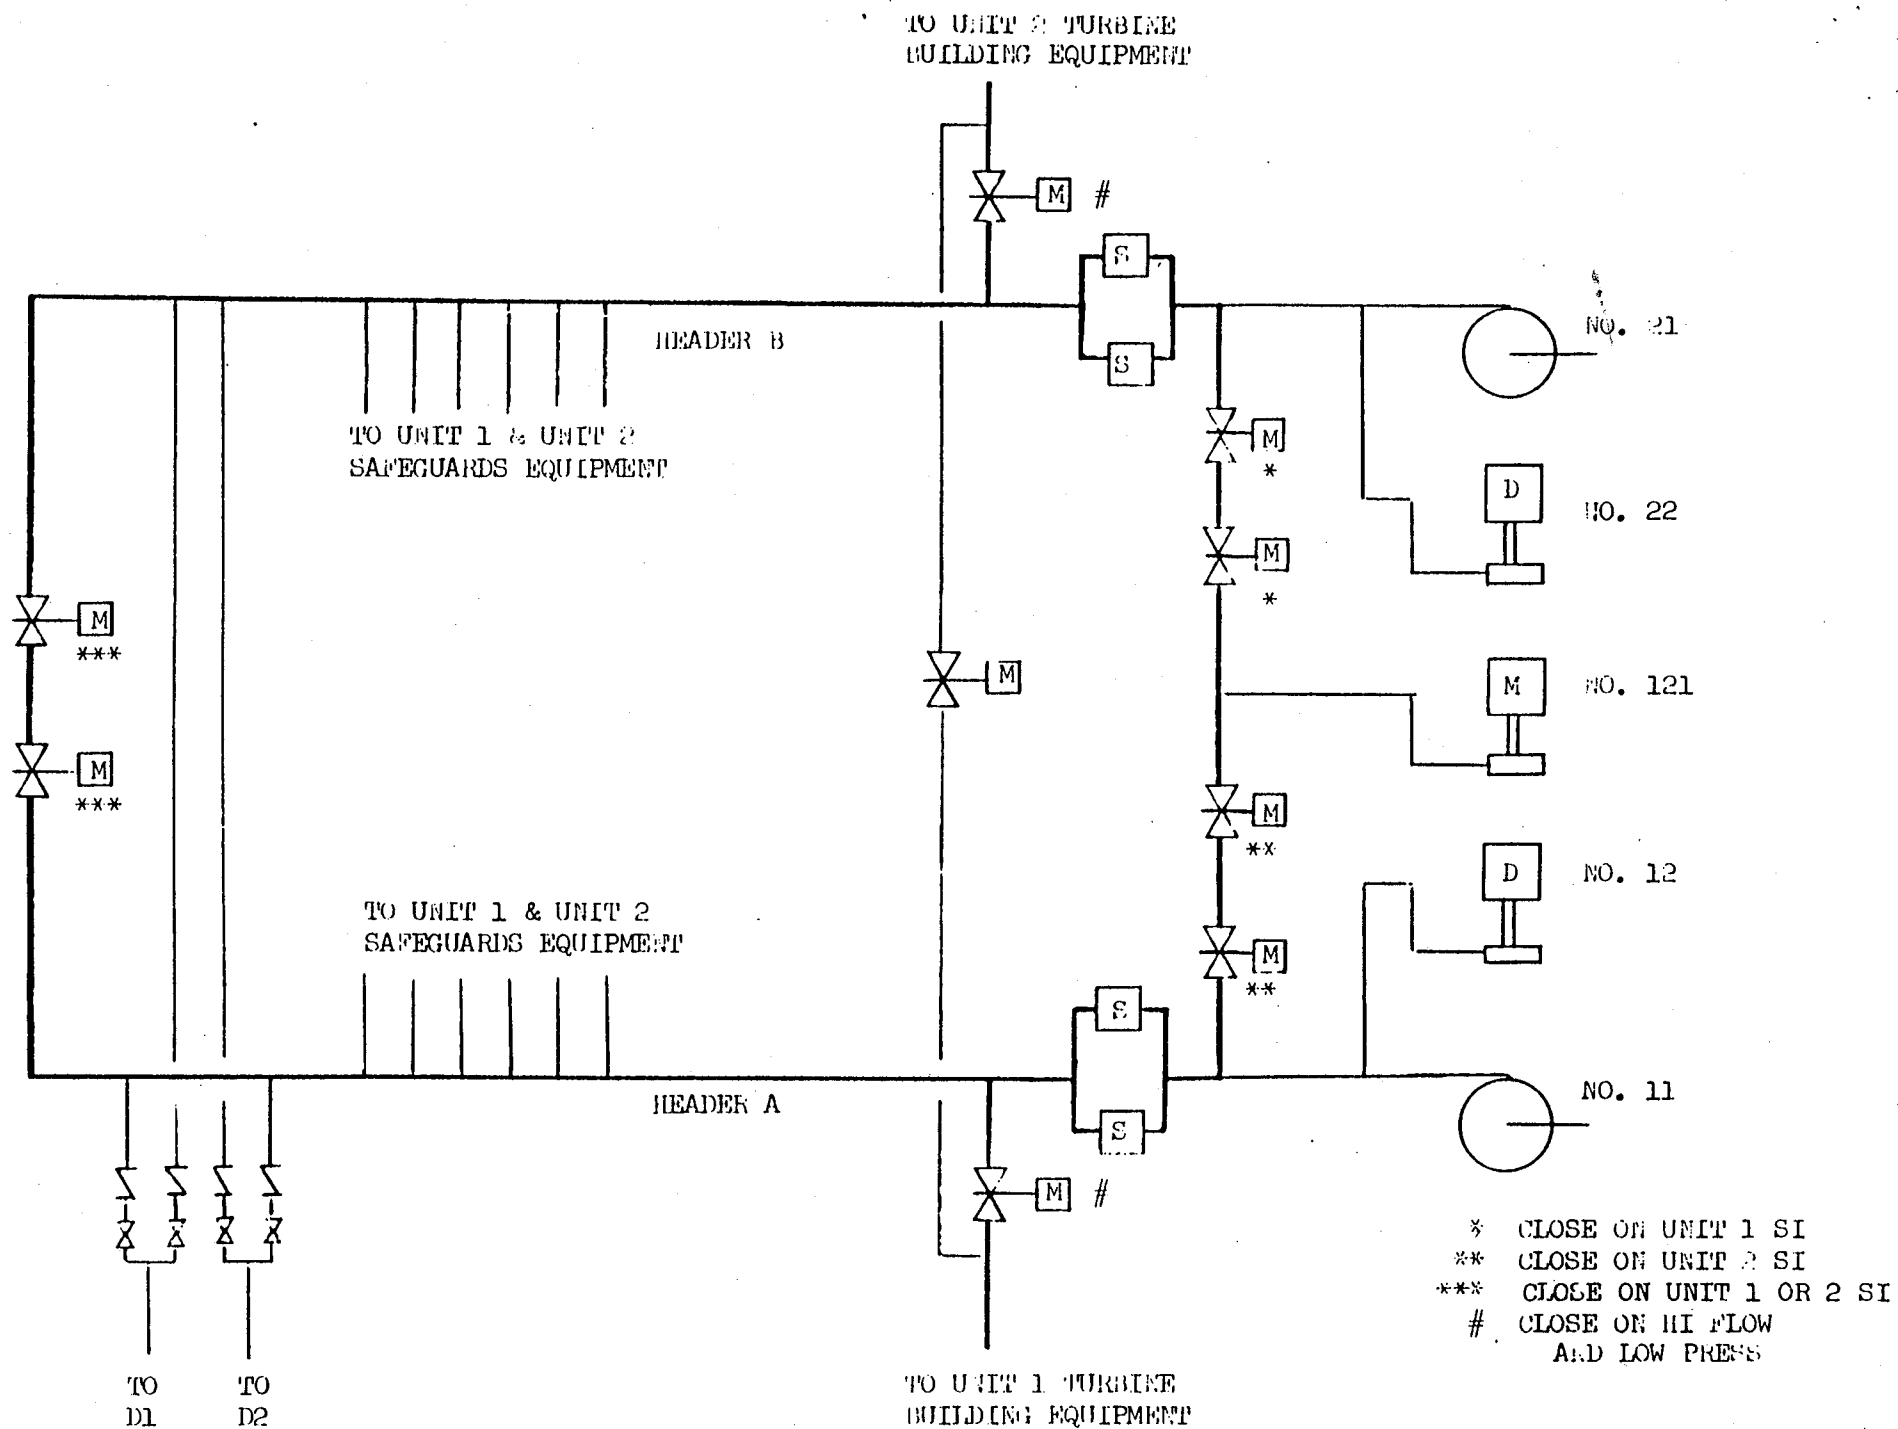 TO UNIT 2 TURBINE
BUILDING EQUIPMENT
M #
S
HEADER B
S
NO. 21
TO UNIT 1 & UNIT 2
SAFEGUARDS EQUIPMENT
M
*
D
NO. 22
M
*
M
***
M
M
NO. 121
M
***
M
**
D
NO. 12
TO UNIT 1 & UNIT 2
SAFEGUARDS EQUIPMENT
M
**
S
HEADER A
S
NO. 11
M #
* CLOSE ON UNIT 1 SI
** CLOSE ON UNIT 2 SI
*** CLOSE ON UNIT 1 OR 2 SI
# CLOSE ON HI FLOW
AND LOW PRESS
TO
D1
TO
D2
TO UNIT 1 TURBINE
BUILDING EQUIPMENT